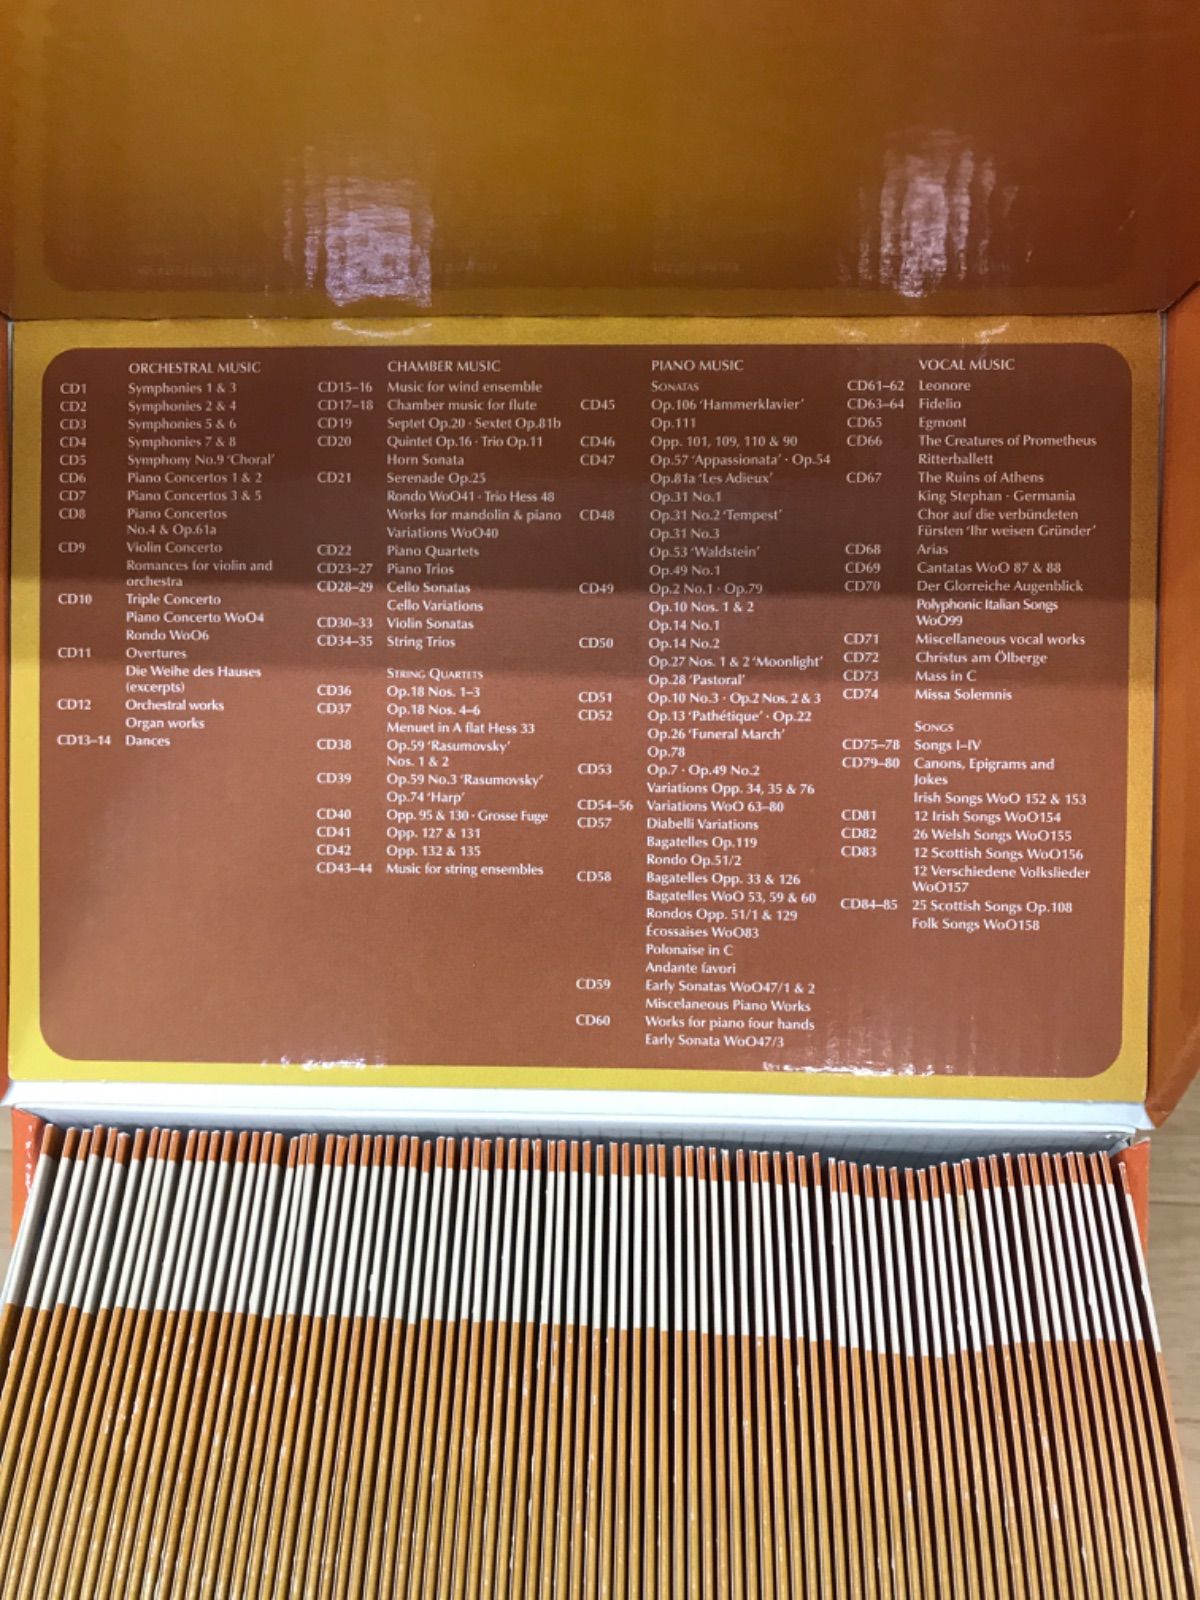 ORCHESTRAL MUSIC
CD1 Symphonies 1 & 3
CD2 Symphonies 2 & 4
CD3 Symphonies 5 & 6
CD4 Symphonies 7 & 8
CD5 Symphony No.9 ‘Choral’
CD6 Piano Concertos 1 & 2
CD7 Piano Concertos 3 & 5
CD8 Piano Concertos
No.4 & Op.61a
CD9 Violin Concerto
Romances for violin and
orchestra
CD10 Triple Concerto
Piano Concerto WoO4
Rondo WoO6
CD11 Overtures
Die Weihe des Hauses
(excerpts)
CD12 Orchestral works
Organ works
CD13–14 Dances
CHAMBER MUSIC
CD15–16 Music for wind ensemble
CD17–18 Chamber music for flute
CD19 Septet Op.20 · Sextet Op.81b
CD20 Quintet Op.16 · Trio Op.11
Horn Sonata
CD21 Serenade Op.25
Rondo WoO41 · Trio Hess 48
Works for mandolin & piano
Variations WoO40
CD22 Piano Quartets
CD23–27 Piano Trios
CD28–29 Cello Sonatas
Cello Variations
CD30–33 Violin Sonatas
CD34–35 String Trios
STRING QUARTETS
CD36 Op.18 Nos. 1–3
CD37 Op.18 Nos. 4–6
Menuet in A flat Hess 33
CD38 Op.59 ‘Rasumovsky’
Nos. 1 & 2
CD39 Op.59 No.3 ‘Rasumovsky’
Op.74 ‘Harp’
CD40 Opp. 95 & 130 · Grosse Fuge
CD41 Opp. 127 & 131
CD42 Opp. 132 & 135
CD43–44 Music for string ensembles
PIANO MUSIC
SONATAS
CD45 Op.106 ‘Hammerklavier’
Op.111
CD46 Opp. 101, 109, 110 & 90
CD47 Op.57 ‘Appassionata’ · Op.54
Op.81a ‘Les Adieux’
Op.31 No.1
CD48 Op.31 No.2 ‘Tempest’
Op.31 No.3
Op.53 ‘Waldstein’
Op.49 No.1
CD49 Op.2 No.1 · Op.79
Op.10 Nos. 1 & 2
Op.14 No.1
CD50 Op.14 No.2
Op.27 Nos. 1 & 2 ‘Moonlight’
Op.28 ‘Pastoral’
CD51 Op.10 No.3 · Op.2 Nos. 2 & 3
CD52 Op.13 ‘Pathétique’ · Op.22
Op.26 ‘Funeral March’
Op.78
CD53 Op.7 · Op.49 No.2
Variations Opp. 34, 35 & 76
CD54–56 Variations WoO 63–80
CD57 Diabelli Variations
Bagatelles Op.119
Rondo Op.51/2
CD58 Bagatelles Opp. 33 & 126
Bagatelles WoO 53, 59 & 60
Rondos Opp. 51/1 & 129
Écossaises WoO83
Polonaise in C
Andante favori
CD59 Early Sonatas WoO47/1 & 2
Miscelaneous Piano Works
CD60 Works for piano four hands
Early Sonata WoO47/3
VOCAL MUSIC
CD61–62 Leonore
CD63–64 Fidelio
CD65 Egmont
CD66 The Creatures of Prometheus
Ritterballett
CD67 The Ruins of Athens
King Stephan · Germania
Chor auf die verbündeten
Fürsten ‘Ihr weisen Gründer’
CD68 Arias
CD69 Cantatas WoO 87 & 88
CD70 Der Glorreiche Augenblick
Polyphonic Italian Songs
WoO99
CD71 Miscellaneous vocal works
CD72 Christus am Ölberge
CD73 Mass in C
CD74 Missa Solemnis
SONGS
CD75–78 Songs I–IV
CD79–80 Canons, Epigrams and
Jokes
Irish Songs WoO 152 & 153
CD81 12 Irish Songs WoO154
CD82 26 Welsh Songs WoO155
CD83 12 Scottish Songs WoO156
12 Verschiedene Volkslieder
WoO157
CD84–85 25 Scottish Songs Op.108
Folk Songs WoO158